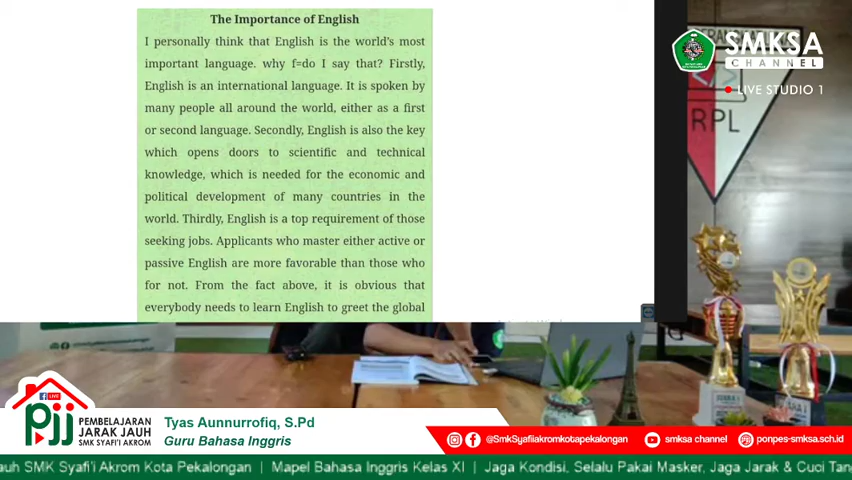 The Importance of English
I personally think that English is the world's most
important language. why f=do I say that? Firstly,
English is an international language. It is spoken by
many people all around the world, either as a first
or second language. Secondly, English is also the key
which opens doors to scientific and technical
knowledge, which is needed for the economic and
political development of many countries in the
world. Thirdly, English is a top requirement of those
seeking jobs. Applicants who master either active or
passive English are more favorable than those who
for not. From the fact above, it is obvious that
everybody needs to learn English to greet the global
SMKSA
CHANNEL
LIVE STUDIO 1
RPL
JUARA 1
LIVE
pjj
PEMBELAJARAN
JARAK JAUH
SMK SYAFI'I AKROM
Tyas Aunnurrofiq, S.Pd
Guru Bahasa Inggris
@SmkSyafiiakromkotapekalongan
smksa channel
ponpes-smksa.sch.id
auh SMK Syafi'i Akrom Kota Pekalongan | Mapel Bahasa Inggris Kelas XI | Jaga Kondisi, Selalu Pakai Masker, Jaga Jarak & Cuci Tang